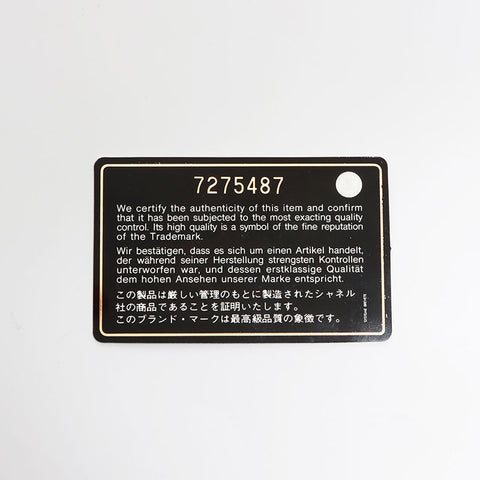 7275487
We certify the authenticity of this item and confirm
that it has been subjected to the most exacting quality
control. Its high quality is a symbol of the fine reputation
of the Trademark.
Wir bestätigen, dass es sich um einen Artikel handelt,
der während seiner Herstellung strengsten Kontrollen
unterworfen war, und dessen erstklassige Qualität
dem hohen Ansehen unserer Marke entspricht.
この製品は厳しい管理のもとに製造されたシャネル
社の商品であることを証明いたします。
このブランド・マークは最高級品質の象徴です。